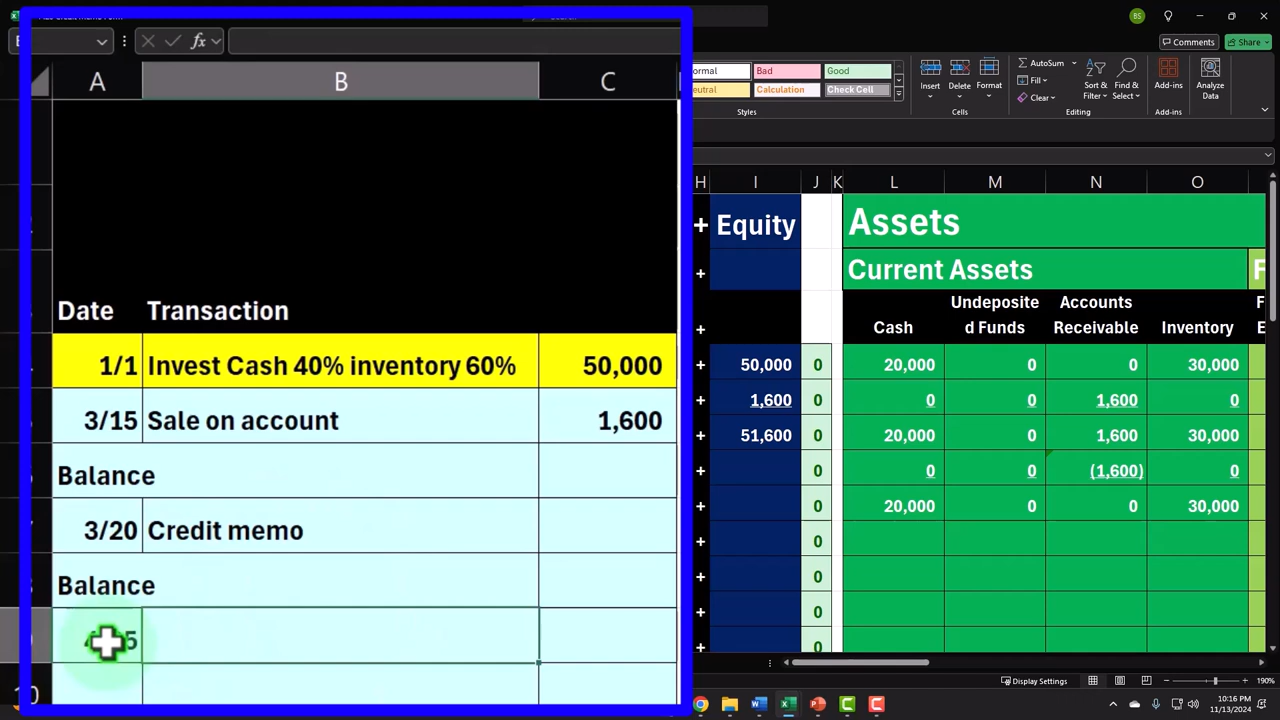 BS
Comments
Share
fx
ormal
Bad
Good
eutral
Calculation
Check Cell
Styles
Insert
Delete
Format
Cells
AutoSum
Fill
Clear
Sort &
Filter
Find &
Select
Editing
Add-ins
Add-ins
Analyze
Data
A B C
H I J K L M N O
+ Equity Assets
+ Current Assets
Date Transaction
+ Cash Undeposite
d Funds Accounts
Receivable Inventory
1/1 Invest Cash 40% inventory 60% 50,000
+ 50,000 0 20,000 0 0 30,000
3/15 Sale on account 1,600
+ 1,600 0 0 0 1,600 0
Balance
+ 51,600 0 20,000 0 1,600 30,000
3/20 Credit memo
+ 0 0 0 (1,600) 0
Balance
+ 0 20,000 0 0 30,000
+ 0
+ 0
+ 0
+ 0
10
Display Settings
190%
10:16 PM
11/13/2024